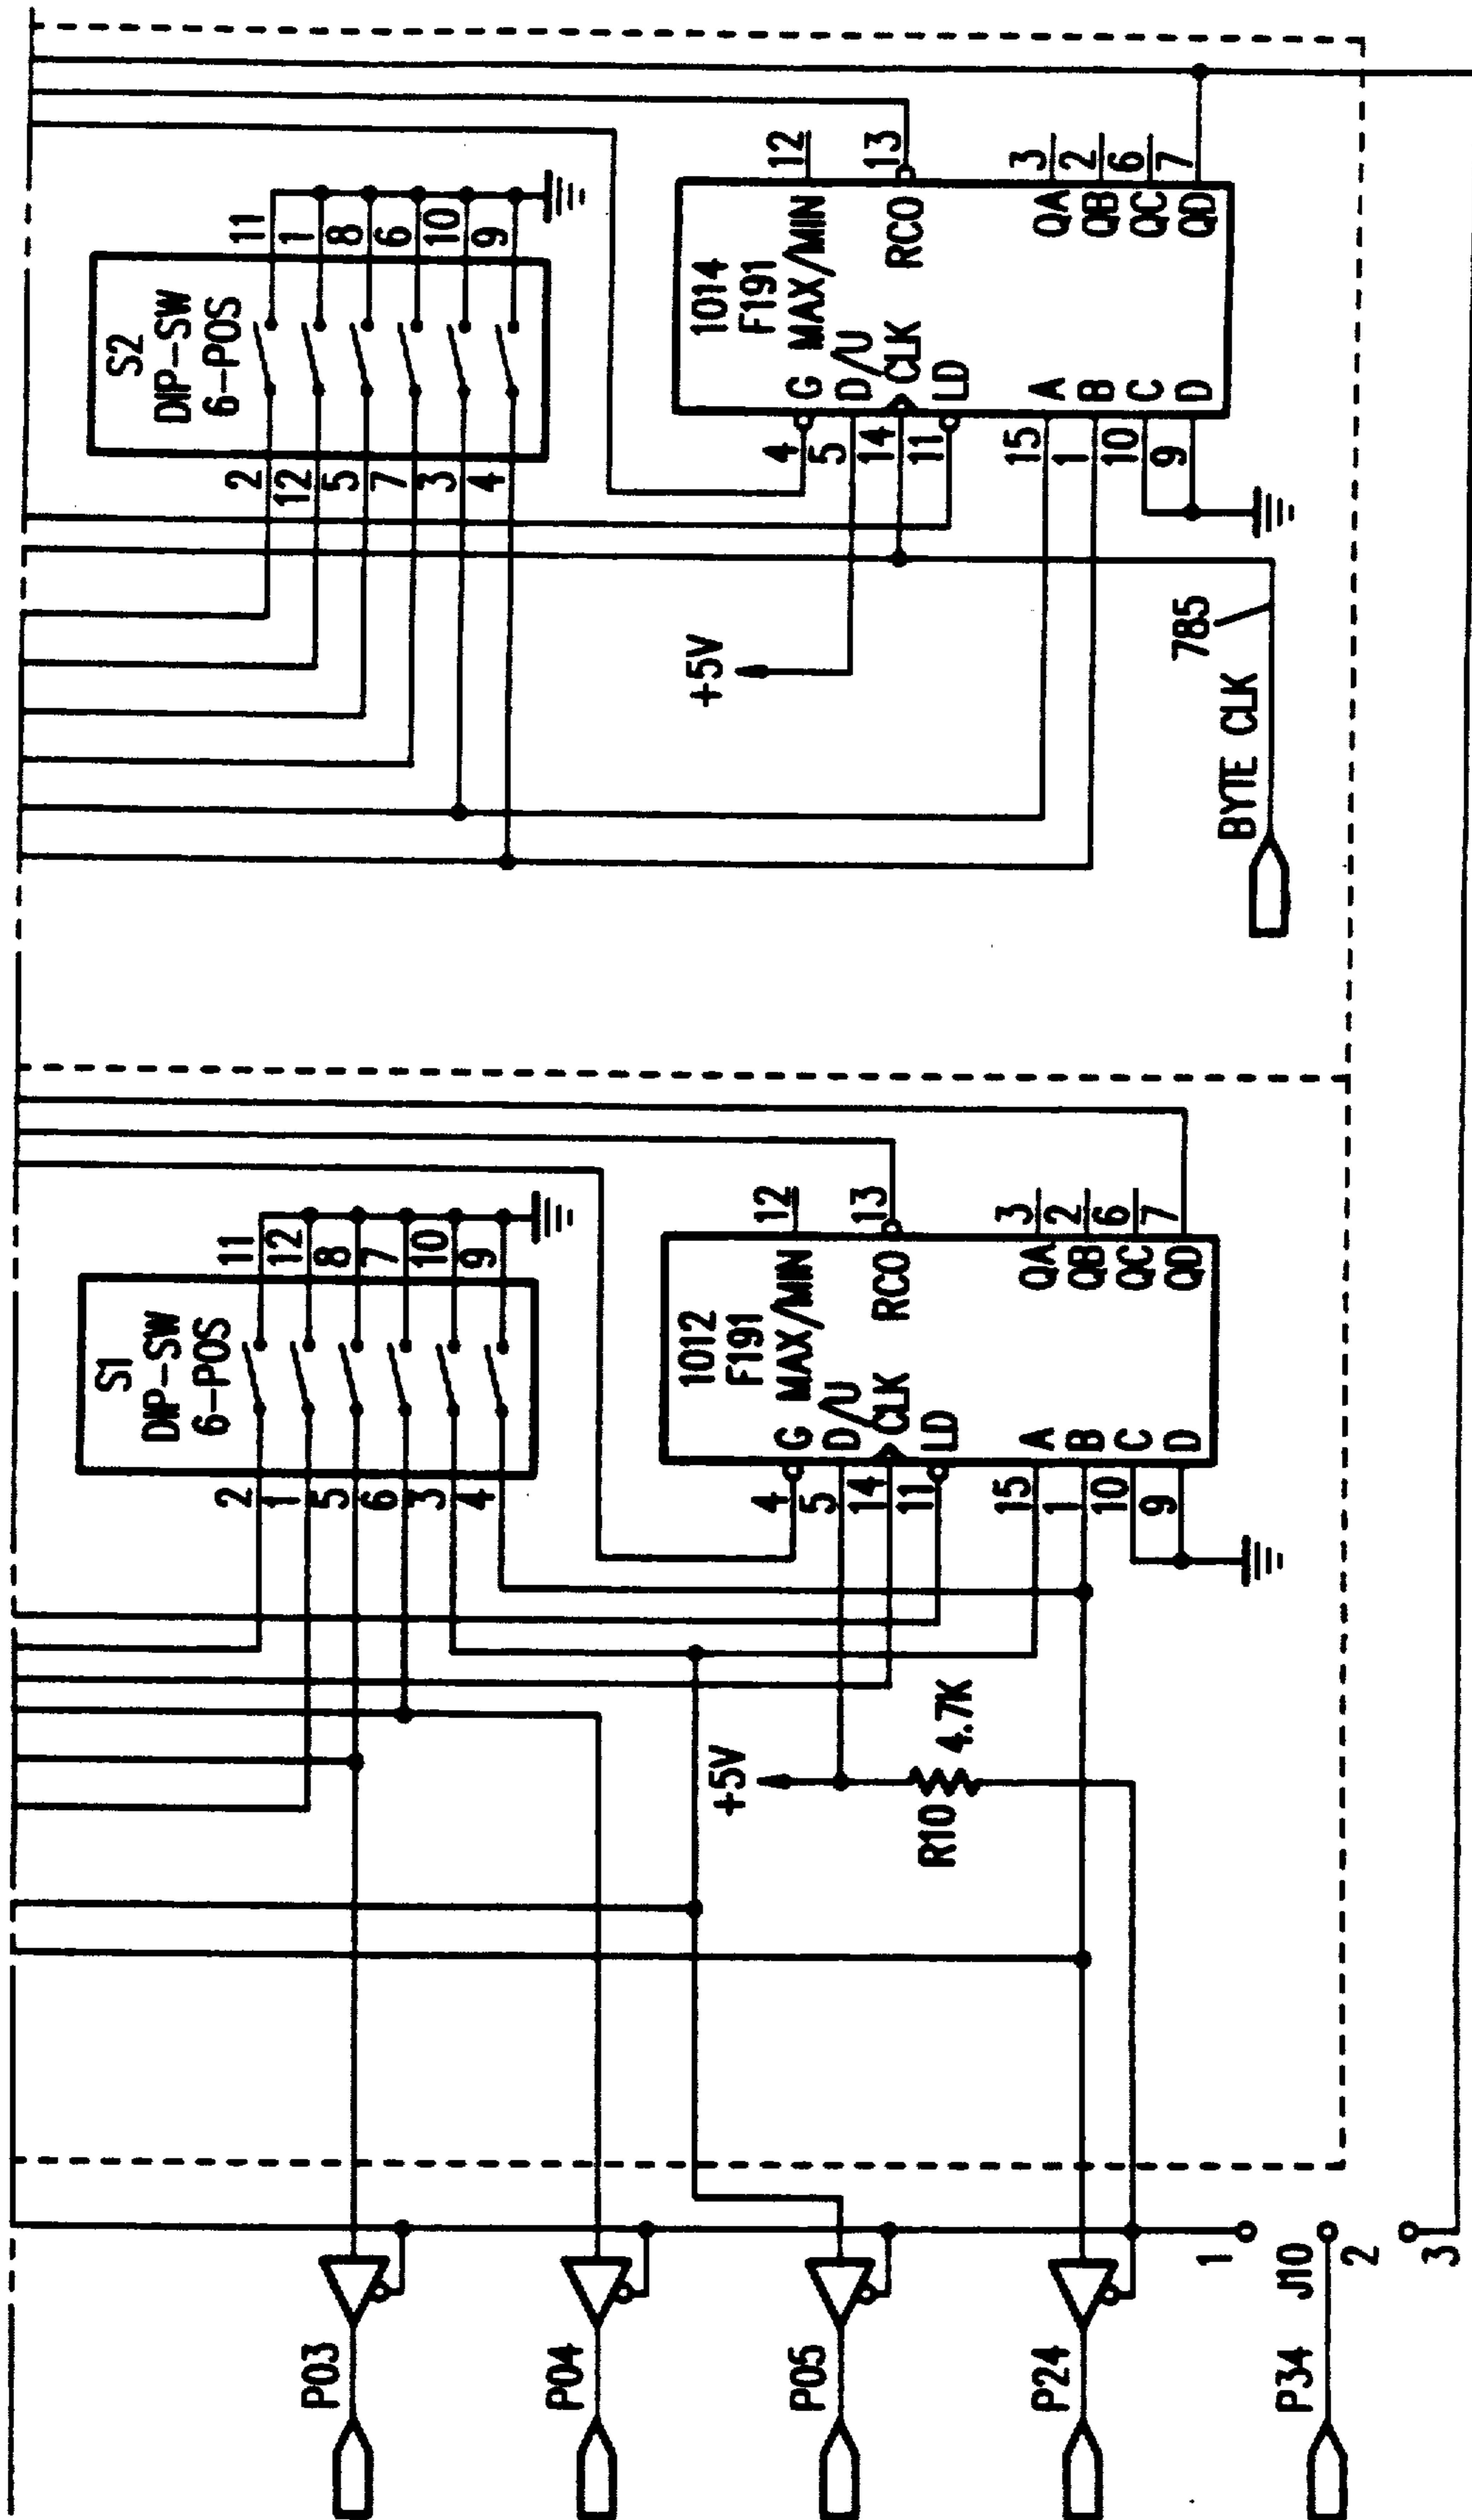 S2
DIP-SW
6-POS
2
12
5
7
3
4
11
1
8
6
10
9
1014
F191
MAX/MIN
G
D/U
CLK
LD
RCO
A
B
C
D
QA
QB
QC
QD
4
5
14
11
15
1
10
9
12
13
3
2
6
7
+5V
785
BYTE CLK
S1
DIP-SW
6-POS
2
1
5
6
3
4
11
12
8
7
10
9
1012
F191
MAX/MIN
G
D/U
CLK
LD
RCO
A
B
C
D
QA
QB
QC
QD
4
5
14
11
15
1
10
9
12
13
3
2
6
7
+5V
R10
4.7K
P03
P04
P05
P24
P34
J10
1
2
3